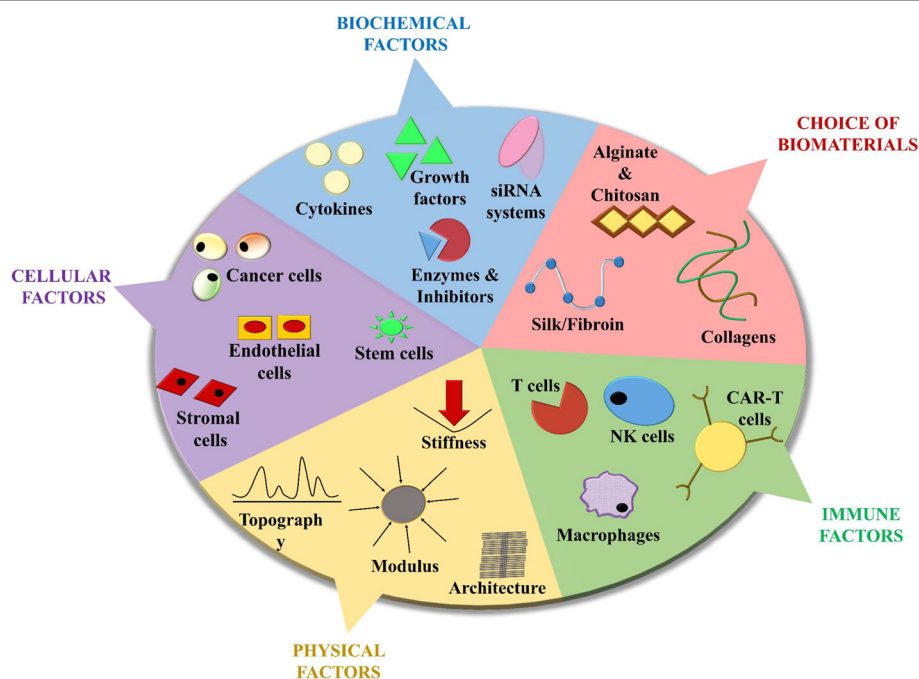 BIOCHEMICAL
FACTORS
CHOICE OF
BIOMATERIALS
Cytokines
Growth
factors
siRNA
systems
Enzymes &
Inhibitors
Alginate
&
Chitosan
Silk/Fibroin
Collagens
CELLULAR
FACTORS
Cancer cells
Endothelial
cells
Stem cells
Stromal
cells
T cells
NK cells
CAR-T
cells
Macrophages
IMMUNE
FACTORS
Stiffness
Topograph
y
Modulus
Architecture
PHYSICAL
FACTORS